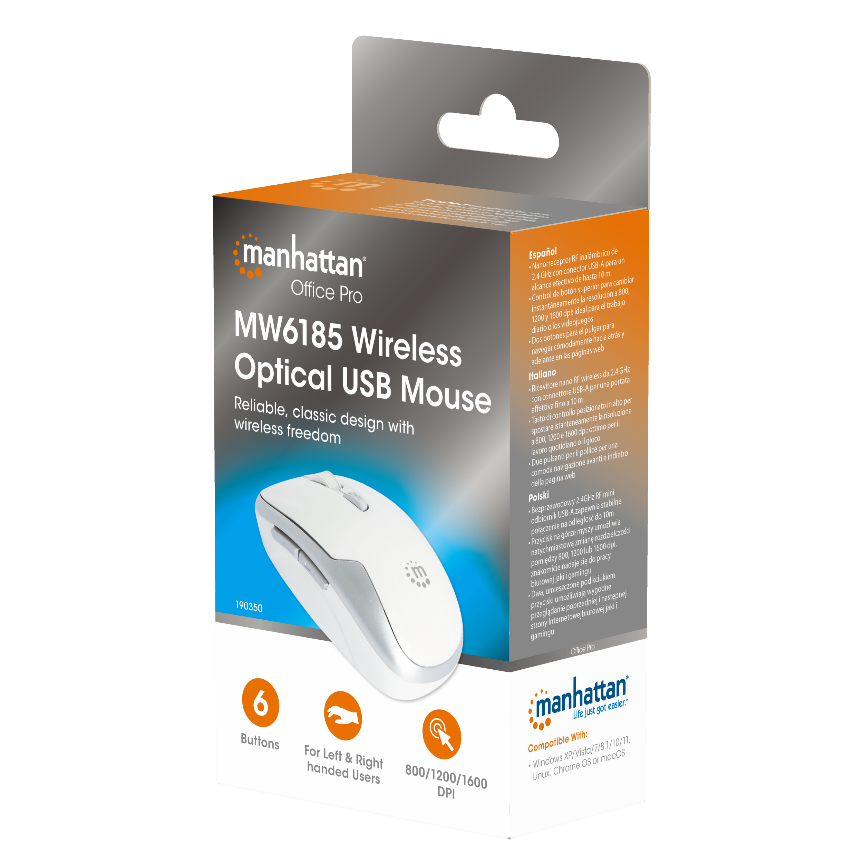 manhattan®
Office Pro
MW6185 Wireless
Optical USB Mouse
Reliable, classic design with
wireless freedom
m
190350
6
Buttons
For Left & Right
handed Users
800/1200/1600
DPI
Español
• Nanorreceptor RF inalámbrico de
2.4 GHz con conector USB-A para un
alcance efectivo de hasta 10 m.
• Control de botón superior para cambiar
instantáneamente la resolución a 800,
1200 y 1600 dpi; ideal para el trabajo
diario o los videojuegos
• Dos botones para el pulgar para
navegar cómodamente hacia atrás y
adelante en las páginas web
Italiano
• Ricevitore nano RF wireless da 2.4 GHz
con connettore USB-A per una portata
effetiva fino a 10 m
• Tasto di controllo posizionato in alto per
spostare istantaneamente la risoluzione
a 800, 1200 e 1600 dpi; ottimo per il
lavoro quotidiano o il gioco
• Due pulsanti per il pollice per una
comoda navigazione avanti e indietro
della pagina web
Polski
• Bezprzewodowy 2.4GHz RF mini
odbiornik USB-A zapewnia stabilne
połączenie na odległość do 10m
• Przycisk na górze myszy umożliwia
natychmiastową zmianę rozdzielczości
pomiędzy 800, 1200 lub 1600 dpi,
znakomicie nadaje się do pracy
biurowej jaki i gamingu
• Dwa, umieszczone pod kciukiem
przyciski umożliwiają wygodne
przeglądanie poprzedniej i następnej
strony Internetowej biurowej jaki i
gamingu
Office Pro
manhattan®
Life just got easier.™
Compatible With:
• Windows XP/Vista/7/8.1/10/11,
Linux, Chrome OS or macOS